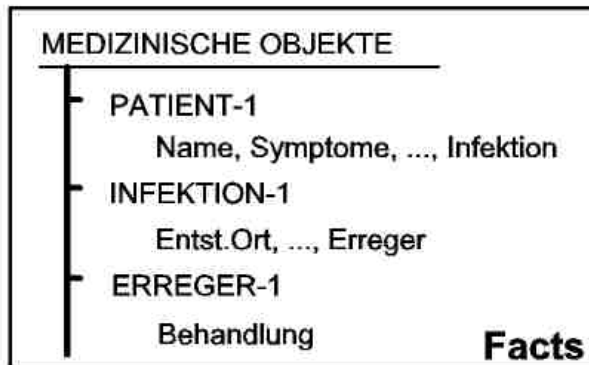 MEDIZINISCHE OBJEKTE
PATIENT-1
Name, Symptome, ..., Infektion
INFEKTION-1
Entst.Ort, ..., Erreger
ERREGER-1
Behandlung
Facts